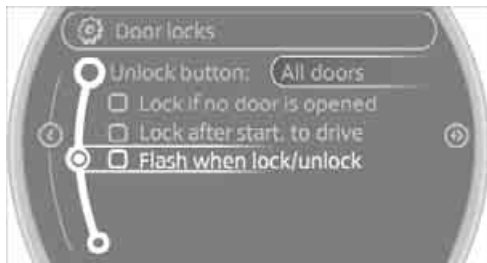 Door locks
Unlock button: All doors
Lock if no door is opened
Lock after start. to drive
Flash when lock/unlock